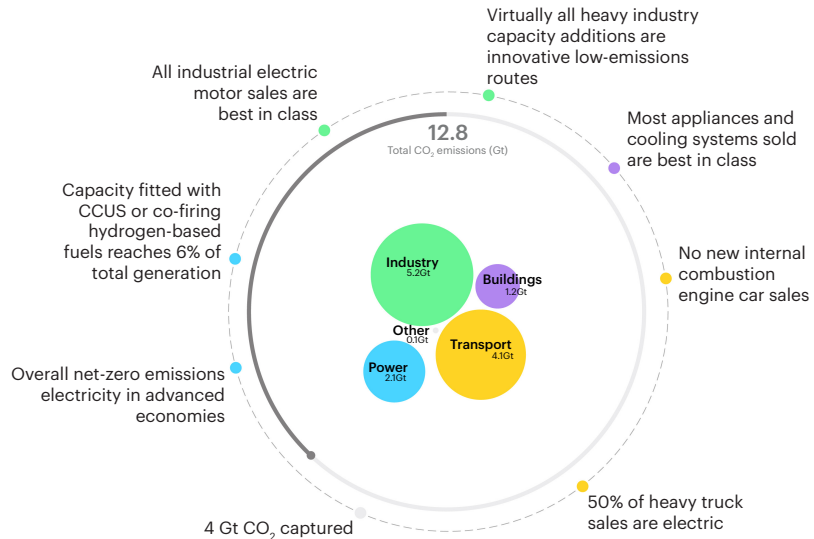 Virtually all heavy industry
capacity additions are
innovative low-emissions
routes
All industrial electric
motor sales are
best in class
12.8
Total CO₂ emissions (Gt)
Most appliances and
cooling systems sold
are best in class
Capacity fitted with
CCUS or co-firing
hydrogen-based
fuels reaches 6% of
total generation
No new internal
combustion
engine car sales
Industry
5.2Gt
Buildings
1.2Gt
Other
0.1Gt
Transport
4.1Gt
Power
2.1Gt
Overall net-zero emissions
electricity in advanced
economies
50% of heavy truck
sales are electric
4 Gt CO₂ captured